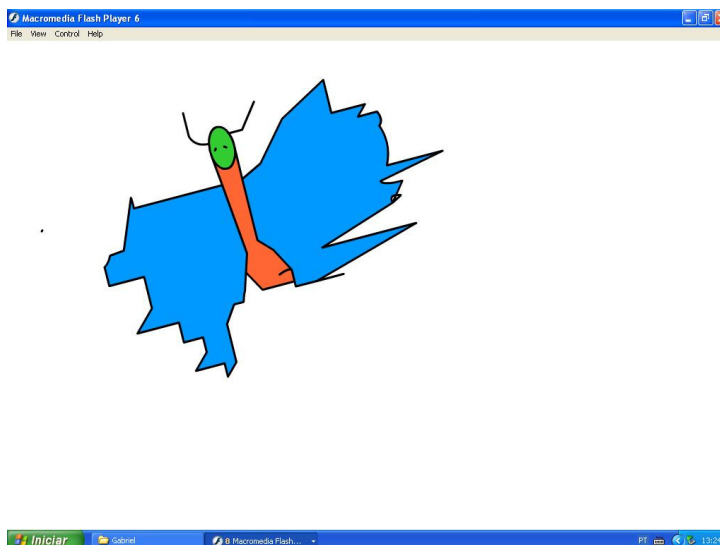 Macromedia Flash Player 6
File View Control Help
Iniciar Gabriel 8 Macromedia Flash... PT 13:24